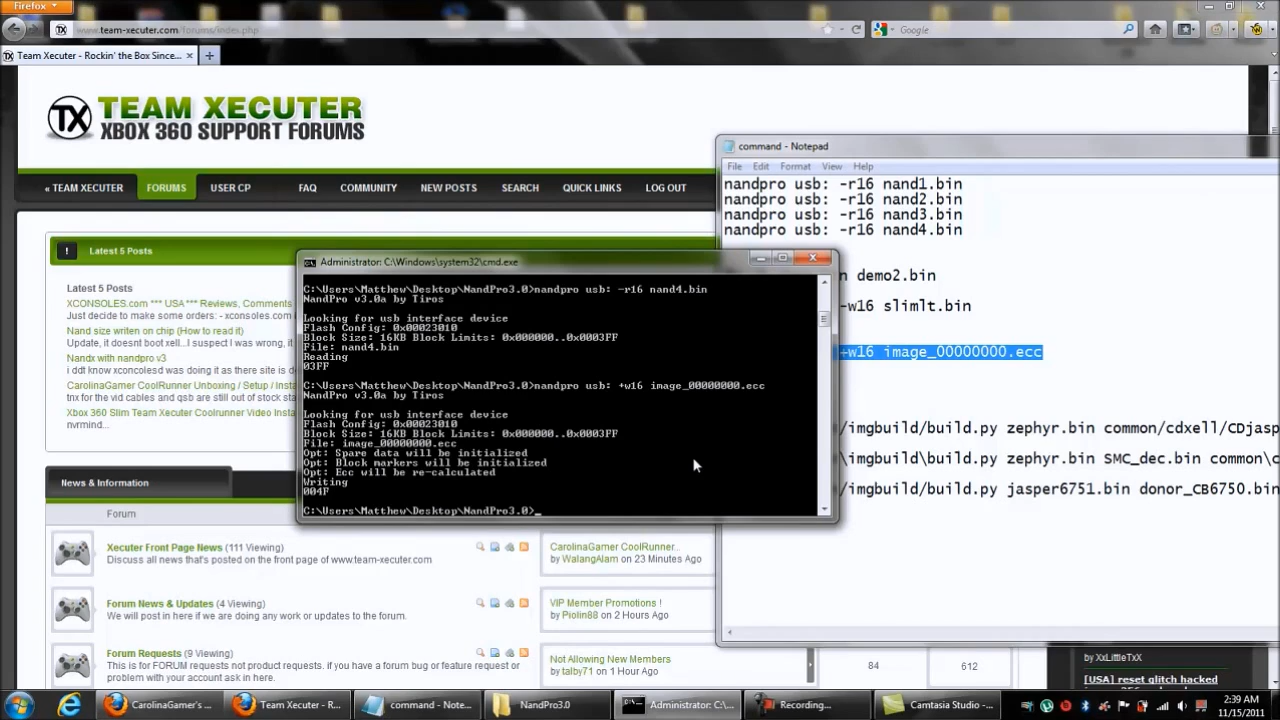 Firefox
www.team-xecuter.com/forums/index.php
Google
Team Xecuter - Rockin' the Box Since...
TEAM XECUTER
XBOX 360 SUPPORT FORUMS
« TEAM XECUTER
FORUMS
USER CP
FAQ
COMMUNITY
NEW POSTS
SEARCH
QUICK LINKS
LOG OUT
Latest 5 Posts
XCONSOLES.com *** USA *** Reviews, Comments
Just decide to make some orders: - xconsoles.com
Nand size writen on chip (How to read it)
Update, it doesnt boot xell...I suspect I was wrong, it
Nandx with nandpro v3
i ddt know xconcolesd was doing it as there site is do
CarolinaGamer CoolRunner Unboxing / Setup / Insta
ya the vid cables and qsb are still out of stock but you
Xbox 360 Slim Team Xecuter Coolrunner Video Instal
nvrmind...
command - Notepad
File Edit Format View Help
nandpro usb: -r16 nand1.bin
nandpro usb: -r16 nand2.bin
nandpro usb: -r16 nand3.bin
nandpro usb: -r16 nand4.bin
n demo2.bin
-w16 slimlt.bin
+w16 image_00000000.ecc
/imgbuild/build.py zephyr.bin common/cdxell/CDjasp
\imgbuild/build.py zephyr.bin SMC_dec.bin common\c
/imgbuild/build.py jasper6751.bin donor_CB6750.bin
Administrator: C:\Windows\system32\cmd.exe
C:\Users\Matthew\Desktop\NandPro3.0>nandpro usb: -r16 nand4.bin
NandPro v3.0a by Tiros
Looking for usb interface device
Flash Config: 0x00023010
Block Size: 16KB Block Limits: 0x000000..0x0003FF
File: nand4.bin
Reading
03FF
C:\Users\Matthew\Desktop\NandPro3.0>nandpro usb: +w16 image_00000000.ecc
NandPro v3.0a by Tiros
Looking for usb interface device
Flash Config: 0x00023010
Block Size: 16KB Block Limits: 0x000000..0x0003FF
File: image_00000000.ecc
Opt: Spare data will be initialized
Opt: Block markers will be initialized
Opt: Ecc will be re-calculated
Writing
004F
C:\Users\Matthew\Desktop\NandPro3.0>_
News & Information
Forum
Xecuter Front Page News (111 Viewing)
Discuss all news that's posted on the front page of www.team-xecuter.com
CarolinaGamer CoolRunner...
by WalangAlam on 23 Minutes Ago
Forum News & Updates (4 Viewing)
We will post in here if we are doing any work or updates to the forum.
VIP Member Promotions !
by Piolin88 on 2 Hours Ago
Forum Requests (9 Viewing)
This is for FORUM requests not product requests. if you have a forum bug or feature request or
problem with your account ask in here.
Not Allowing New Members
by talby71 on 11 Hours Ago
84
612
by XxLittleTxX
[USA] reset glitch hacked
CarolinaGamer's ...
Team Xecuter - R...
command - Note...
NandPro3.0
Administrator: C:\...
Recording...
Camtasia Studio -...
2:39 AM
11/15/2011